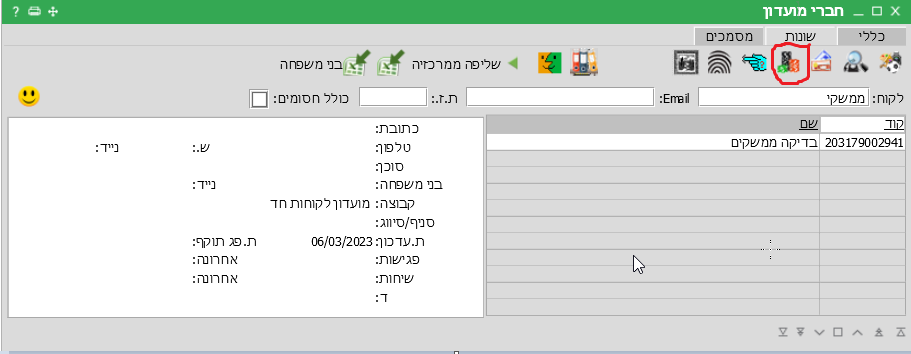 חברי מועדון
כללי שונות מסמכים
שליפה ממרכזיה בני משפחה
לקוח: ממשקי Email: ת.ז.: כולל חסומים:
קוד שם
203179002941 בדיקה ממשקים
כתובת:
טלפון: ש.: נייד:
סוכן:
בני משפחה: נייד:
קבוצה: מועדון לקוחות חד
סניף/סיווג:
ת.עדכון: 06/03/2023 ת.פג תוקף:
פגישות: אחרונה:
שיחות: אחרונה:
ד: